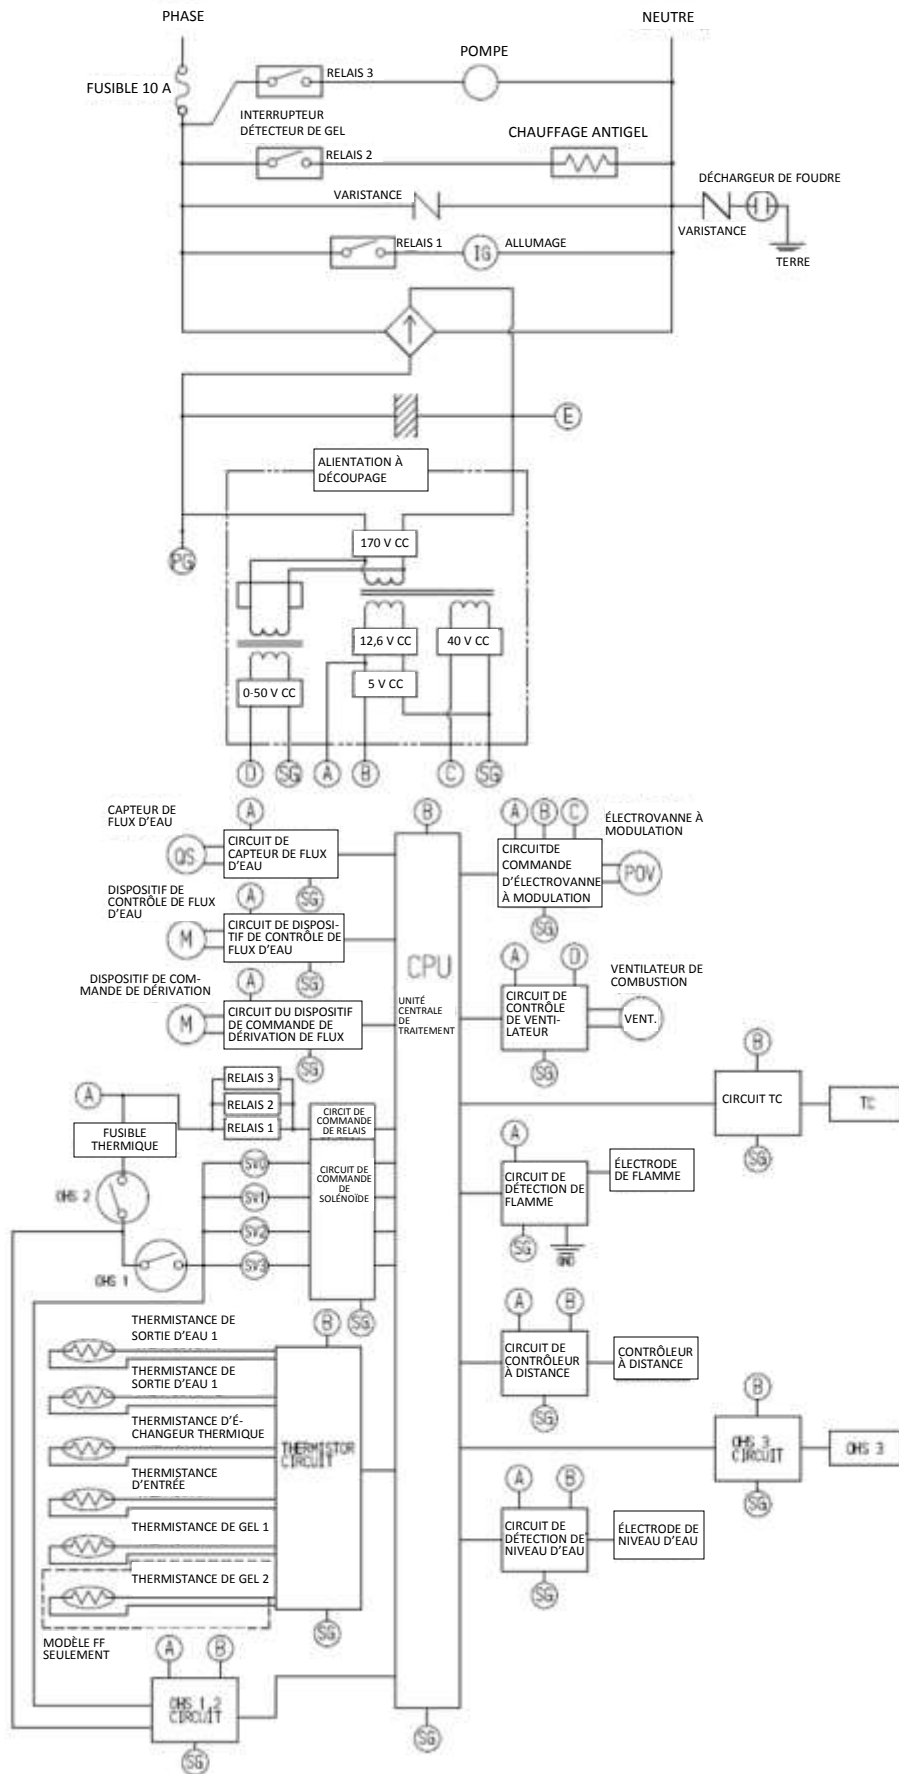 PHASE
NEUTRE
POMPE
FUSIBLE 10 A
RELAIS 3
INTERRUPTEUR
DÉTECTEUR DE GEL
CHAUFFAGE ANTIGEL
RELAIS 2
DÉCHARGEUR DE FOUDRE
VARISTANCE
VARISTANCE
RELAIS 1
IG
ALLUMAGE
TERRE
E
ALIENTATION À
DÉCOUPAGE
170 V CC
PG
12,6 V CC
40 V CC
0-50 V CC
5 V CC
D
SG
A
B
C
SG
CAPTEUR DE
FLUX D'EAU
A
QS
CIRCUIT DE
CAPTEUR DE FLUX
D'EAU
SG
DISPOSITIF DE
CONTRÔLE DE FLUX
D'EAU
A
M
CIRCUIT DE DISPOSI-
TIF DE CONTRÔLE DE
FLUX D'EAU
SG
DISPOSITIF DE COM-
MANDE DE DÉRIVATION
A
M
CIRCUIT DU DISPOSITIF
DE COMMANDE DE
DÉRIVATION DE FLUX
SG
B
CPU
UNITÉ
CENTRALE
DE
TRAITEMENT
A
B
C
ÉLECTROVANNE À
MODULATION
CIRCUITDE
COMMANDE
D'ÉLECTROVANNE
À MODULATION
POV
SG
A
D
VENTILATEUR DE
COMBUSTION
CIRCUIT DE
CONTRÔLE
DE VENTI-
LATEUR
VENT.
SG
B
CIRCUIT TC
TC
SG
A
RELAIS 3
RELAIS 2
RELAIS 1
CIRCIT DE
COMMANDE
DE RELAIS
FUSIBLE
THERMIQUE
OHS 2
OHS 1
SV0
SV1
SV2
SV3
CIRCUIT DE
COMMANDE
DE
SOLÉNOÏDE
SG
A
CIRCUIT DE
DÉTECTION DE
FLAMME
ÉLECTRODE
DE FLAMME
SG
GND
THERMISTANCE DE
SORTIE D'EAU 1
THERMISTANCE DE
SORTIE D'EAU 1
THERMISTANCE D'É-
CHANGEUR THERMIQUE
THERMISTANCE
D'ENTRÉE
THERMISTANCE DE GEL 1
THERMISTANCE DE GEL 2
MODÈLE FF
SEULEMENT
B
THERMISTOR
CIRCUIT
SG
A
B
CIRCUIT DE
CONTRÔLEUR
À DISTANCE
CONTRÔLEUR
À DISTANCE
SG
B
OHS 3
CIRCUIT
OHS 3
SG
A
B
CIRCUIT DE
DÉTECTION DE
NIVEAU D'EAU
ÉLECTRODE DE
NIVEAU D'EAU
SG
A
B
OHS 1,2
CIRCUIT
SG
SG